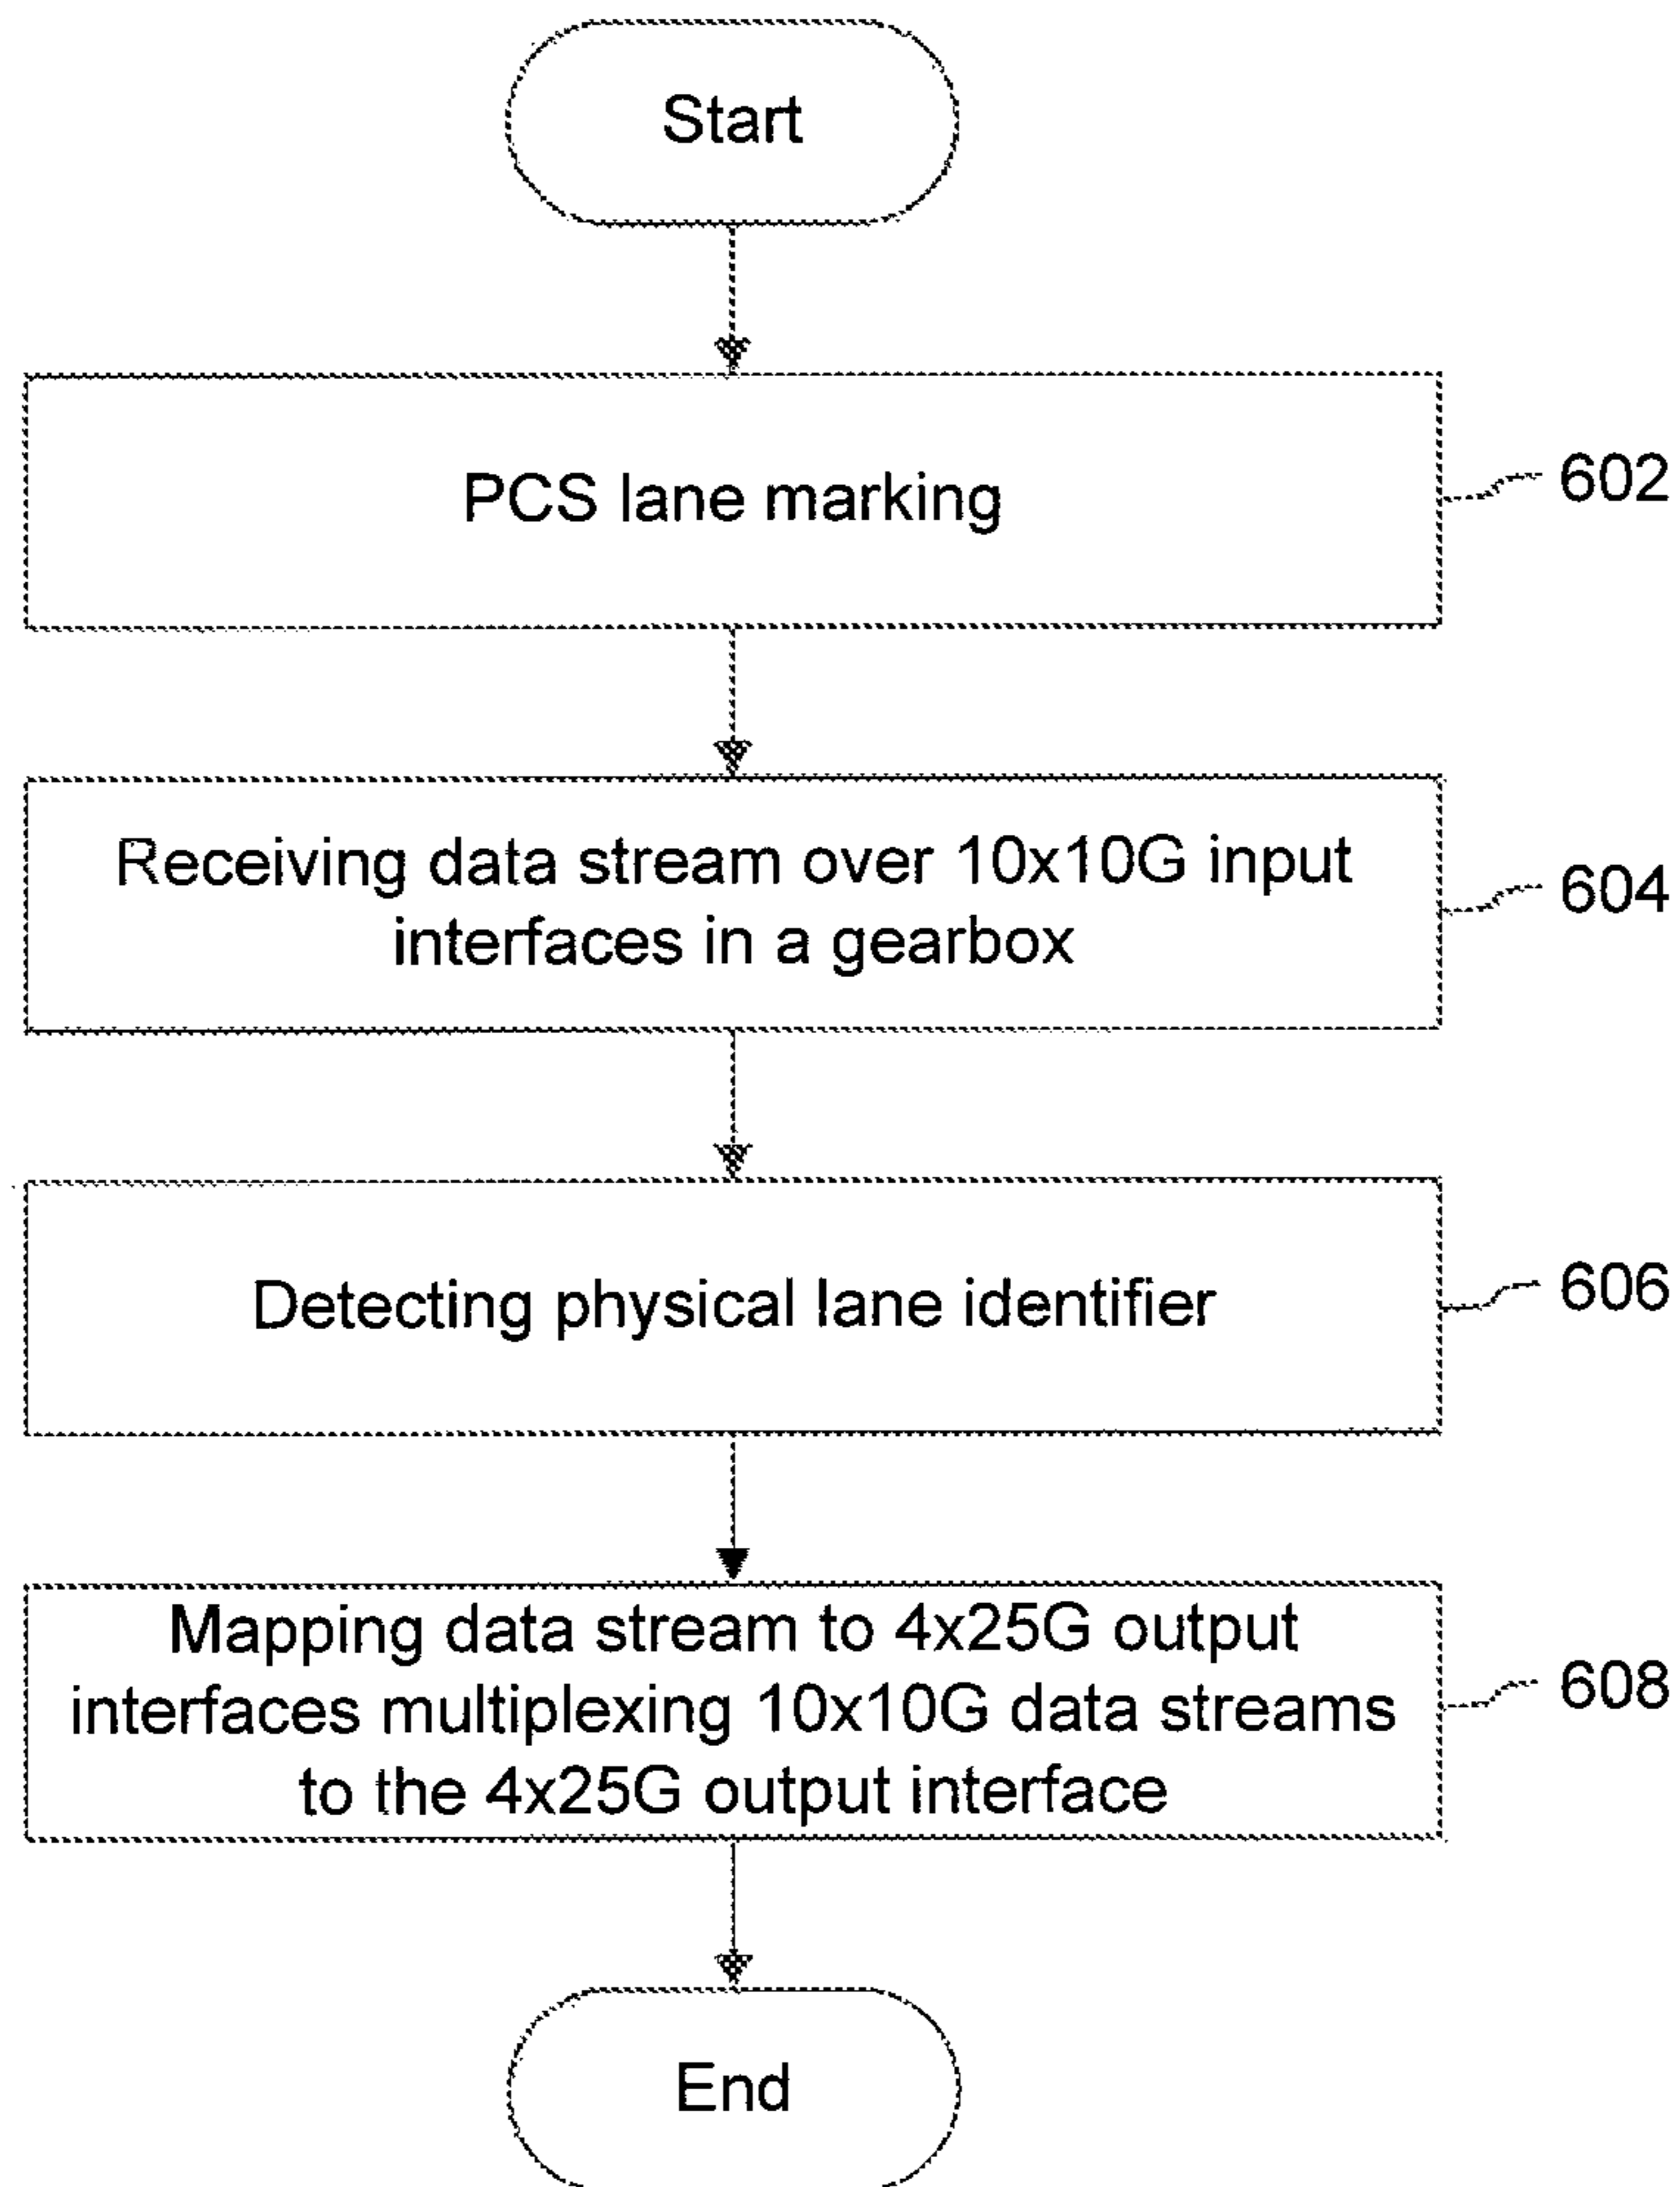 Start
PCS lane marking
602
Receiving data stream over 10x10G input
interfaces in a gearbox
604
Detecting physical lane identifier
606
Mapping data stream to 4x25G output
interfaces multiplexing 10x10G data streams
to the 4x25G output interface
608
End